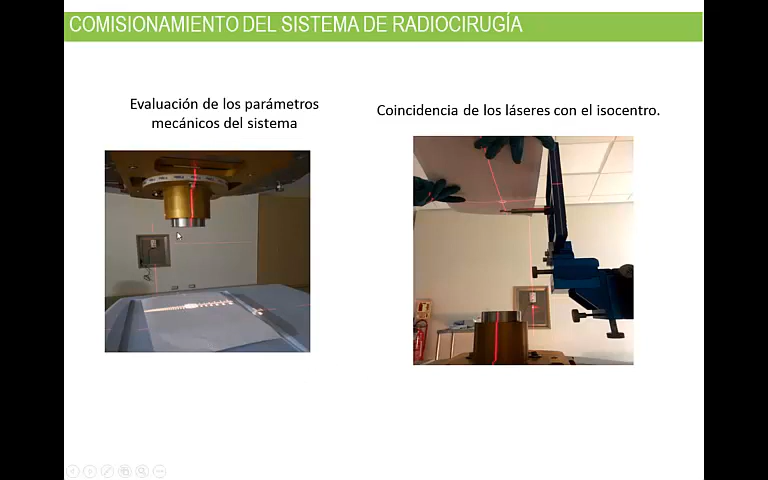 COMISIONAMIENTO DEL SISTEMA DE RADIOCIRUGÍA
Evaluación de los parámetros
mecánicos del sistema
Coincidencia de los láseres con el isocentro.